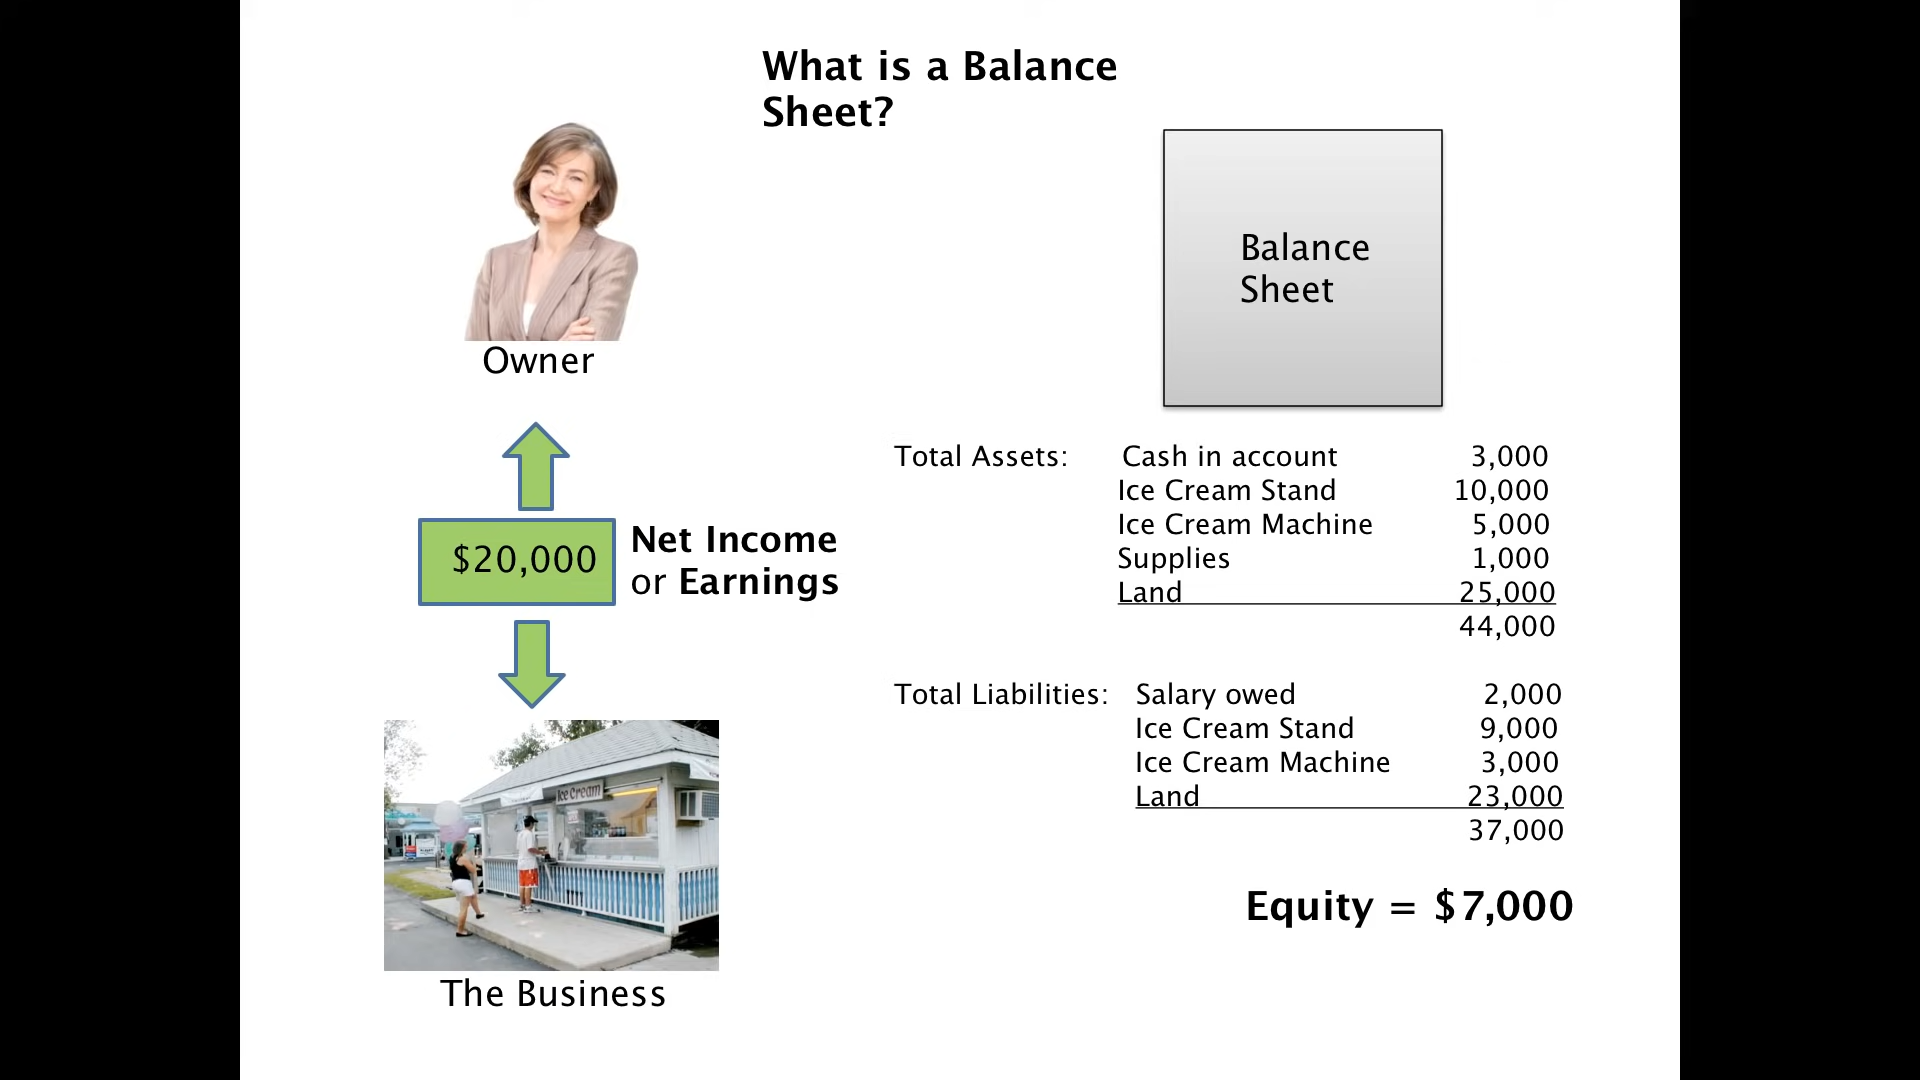 What is a Balance
Sheet?
Balance
Sheet
Owner
$20,000
Net Income
or Earnings
Ice Cream
The Business
Total Assets: Cash in account 3,000
Ice Cream Stand 10,000
Ice Cream Machine 5,000
Supplies 1,000
Land 25,000
44,000
Total Liabilities: Salary owed 2,000
Ice Cream Stand 9,000
Ice Cream Machine 3,000
Land 23,000
37,000
Equity = $7,000